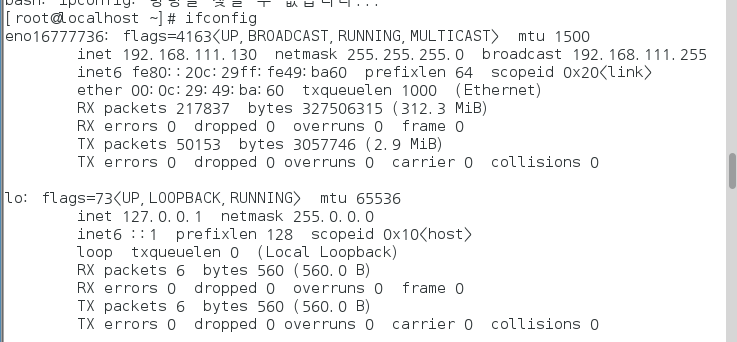 bash: ipconfig: 명령을 찾을 수 없습니다...
[root@localhost ~]# ifconfig
eno16777736: flags=4163<UP,BROADCAST,RUNNING,MULTICAST>  mtu 1500
        inet 192.168.111.130  netmask 255.255.255.0  broadcast 192.168.111.255
        inet6 fe80::20c:29ff:fe49:ba60  prefixlen 64  scopeid 0x20<link>
        ether 00:0c:29:49:ba:60  txqueuelen 1000  (Ethernet)
        RX packets 217837  bytes 327506315 (312.3 MiB)
        RX errors 0  dropped 0  overruns 0  frame 0
        TX packets 50153  bytes 3057746 (2.9 MiB)
        TX errors 0  dropped 0 overruns 0  carrier 0  collisions 0
lo: flags=73<UP,LOOPBACK,RUNNING>  mtu 65536
        inet 127.0.0.1  netmask 255.0.0.0
        inet6 ::1  prefixlen 128  scopeid 0x10<host>
        loop  txqueuelen 0  (Local Loopback)
        RX packets 6  bytes 560 (560.0 B)
        RX errors 0  dropped 0  overruns 0  frame 0
        TX packets 6  bytes 560 (560.0 B)
        TX errors 0  dropped 0 overruns 0  carrier 0  collisions 0